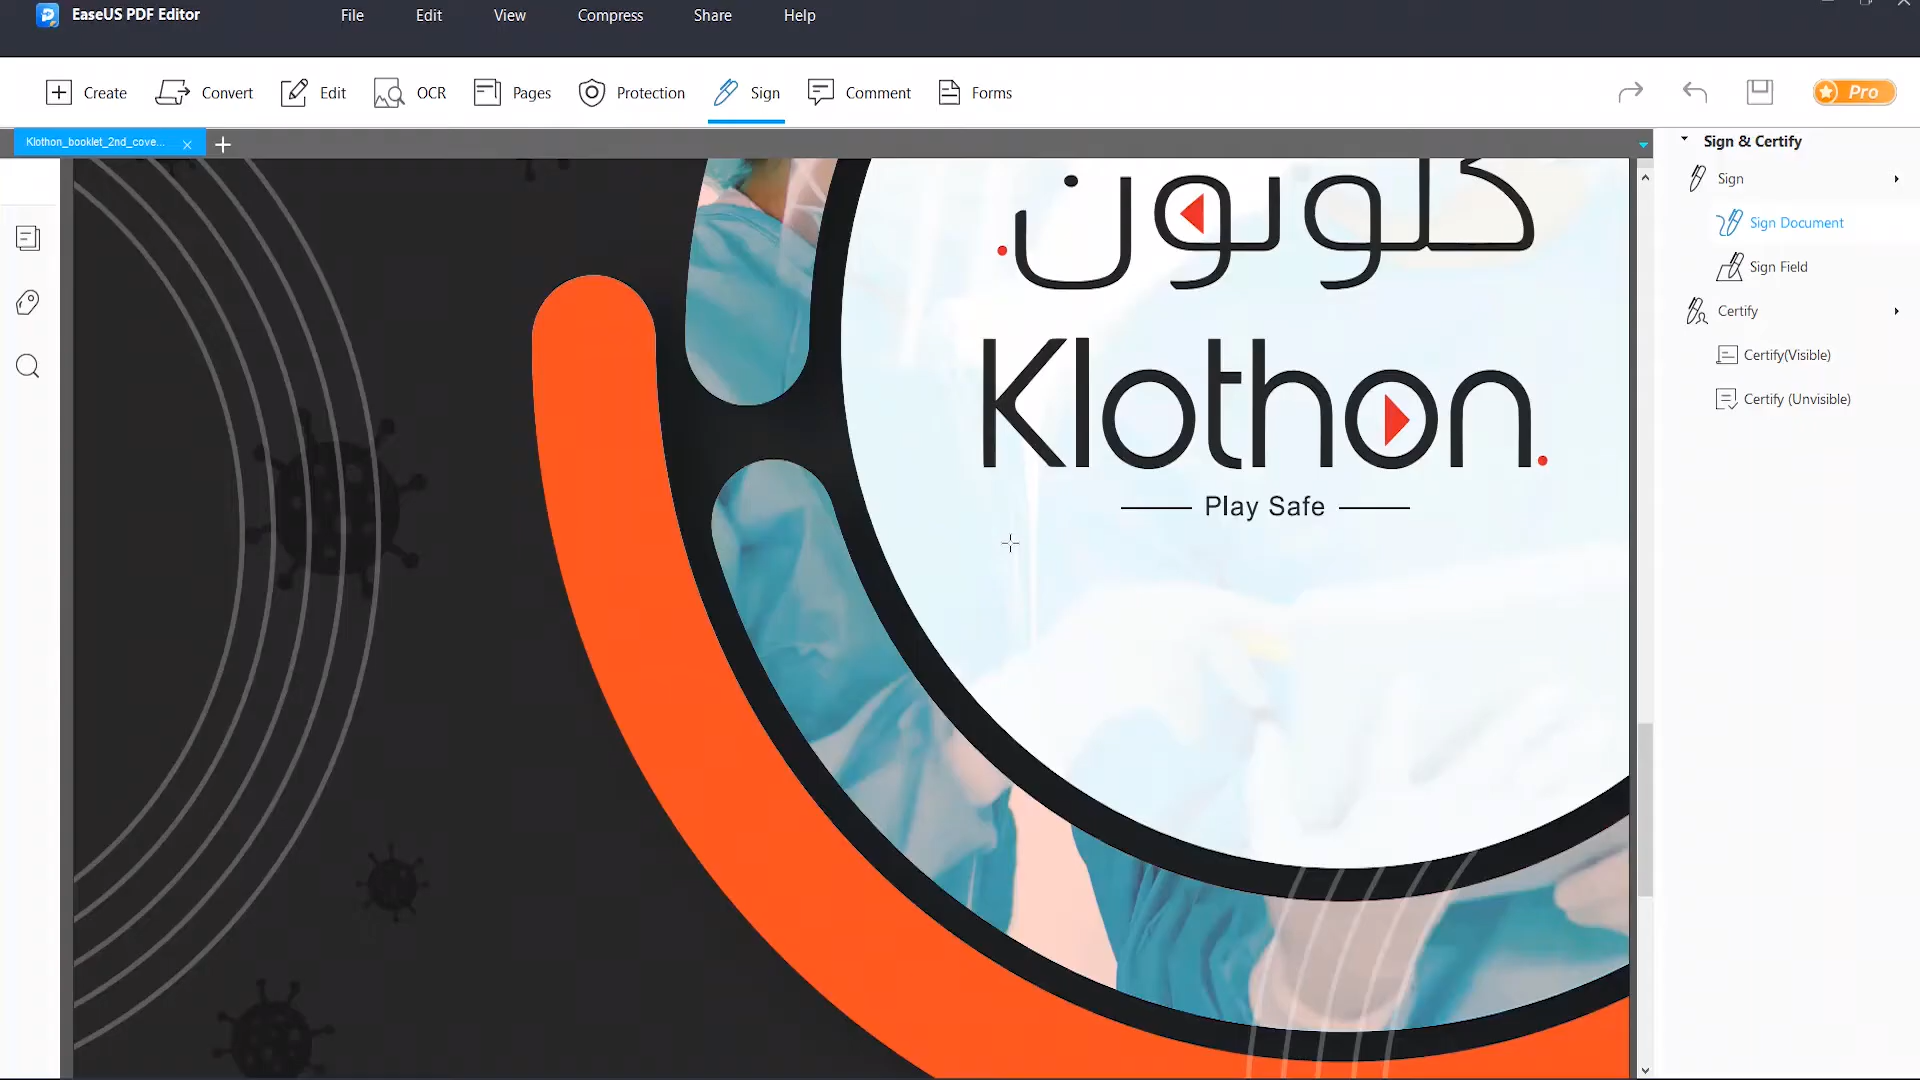 EaseUS PDF Editor
File Edit View Compress Share Help
Create Convert Edit OCR Pages Protection Sign Comment Forms
Pro
Klothon_booklet_2nd_cove...
Sign & Certify
Sign
Sign Document
Sign Field
Certify
Certify(Visible)
Certify (Unvisible)
Klothon.
Play Safe